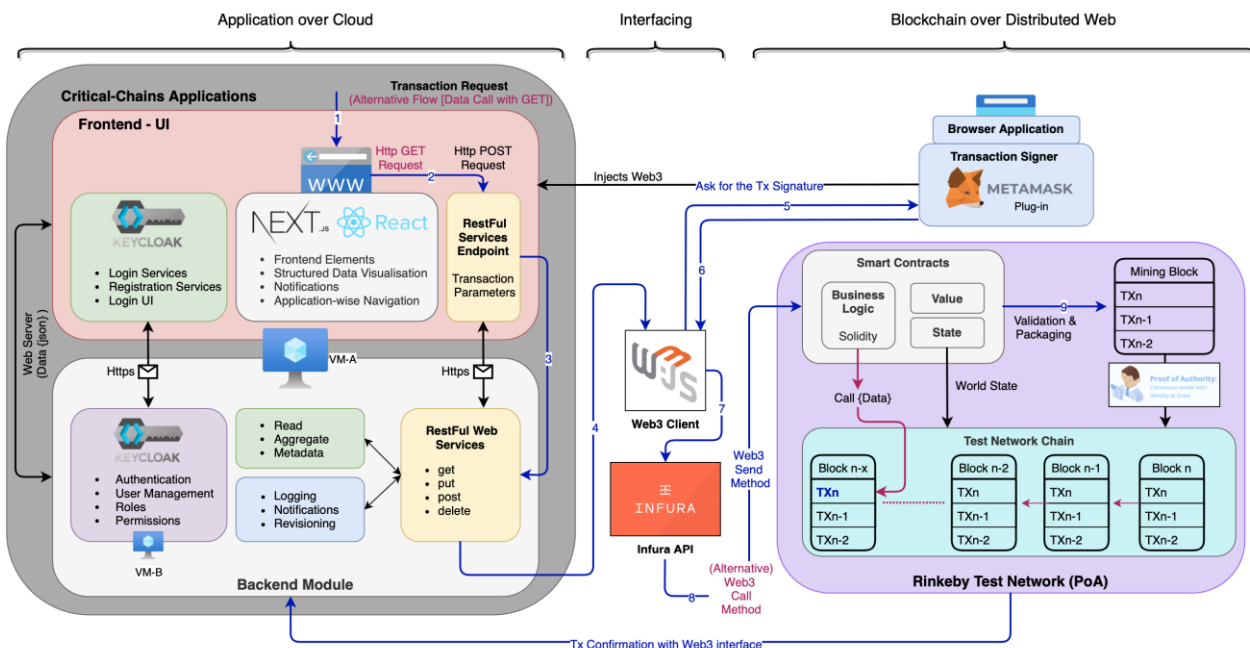 Application over Cloud
Interfacing
Blockchain over Distributed Web
Critical-Chains Applications
Transaction Request
(Alternative Flow [Data Call with GET])
1
Frontend - UI
Http GET
Request
Http POST
Request
2
WWW
KEYCLOAK
Login Services
Registration Services
Login UI
NEXT
.JS
React
Frontend Elements
Structured Data Visualisation
Notifications
Application-wise Navigation
RestFul
Services
Endpoint
Transaction
Parameters
Web Server
(Data {json})
Https
VM-A
Https
3
KEYCLOAK
Authentication
User Management
Roles
Permissions
VM-B
Read
Aggregate
Metadata
Logging
Notifications
Revisioning
RestFul Web
Services
get
put
post
delete
Backend Module
4
Injects Web3
Ask for the Tx Signature
5
6
Web3 Client
7
INFURA
Infura API
8
Web3
Send
Method
(Alternative)
Web3
Call
Method
Browser Application
Transaction Signer
METAMASK
Plug-in
Smart Contracts
Business
Logic
Solidity
Value
State
9
Validation &
Packaging
Mining Block
TXn
TXn-1
TXn-2
Call {Data}
World State
Proof of Authority:
Consensus model with
Identity at Stake
Test Network Chain
Block n-x
TXn
TXn-1
TXn-2
Block n-2
TXn
TXn-1
TXn-2
Block n-1
TXn
TXn-1
TXn-2
Block n
TXn
TXn-1
TXn-2
Rinkeby Test Network (PoA)
Tx Confirmation with Web3 interface